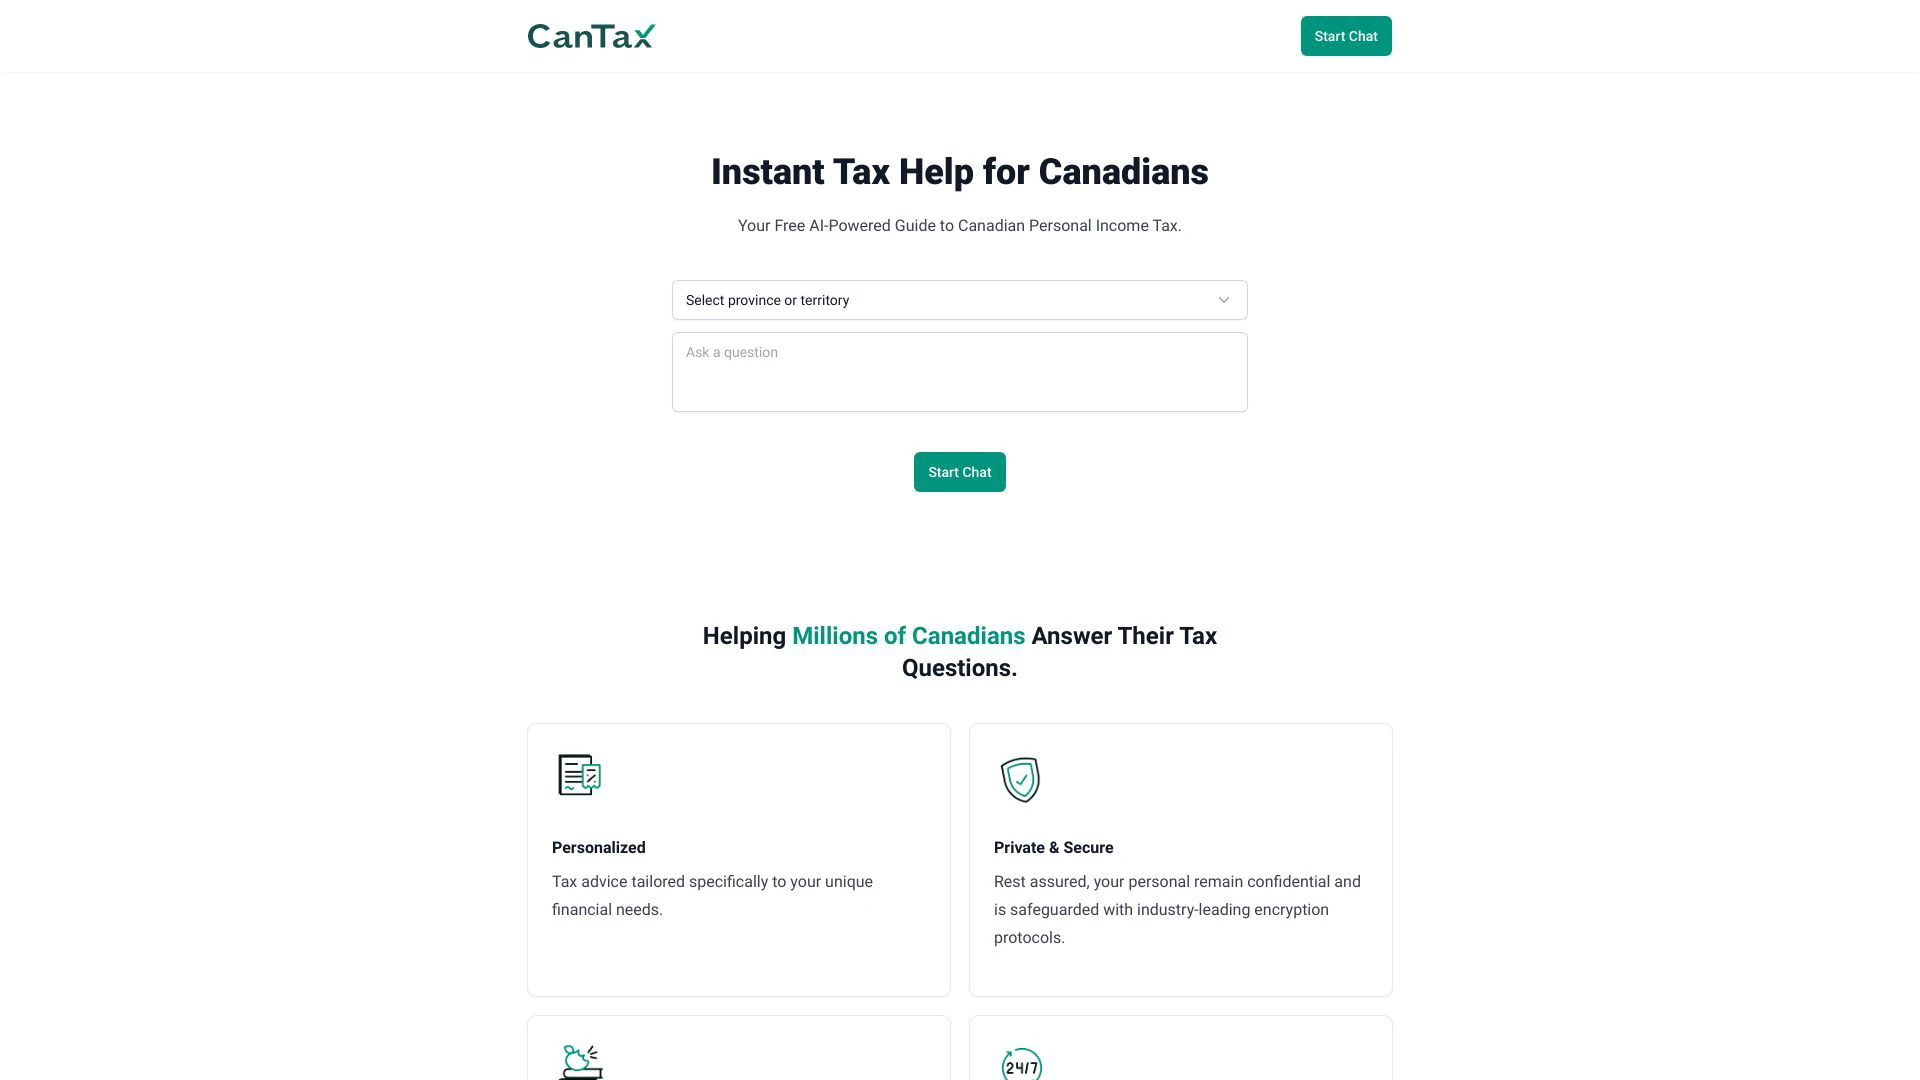 CanTax
Start Chat
Instant Tax Help for Canadians
Your Free AI-Powered Guide to Canadian Personal Income Tax.
Select province or territory
Ask a question
Start Chat
Helping Millions of Canadians Answer Their Tax
Questions.
Personalized
Tax advice tailored specifically to your unique
financial needs.
Private & Secure
Rest assured, your personal remain confidential and
is safeguarded with industry-leading encryption
protocols.
24/7